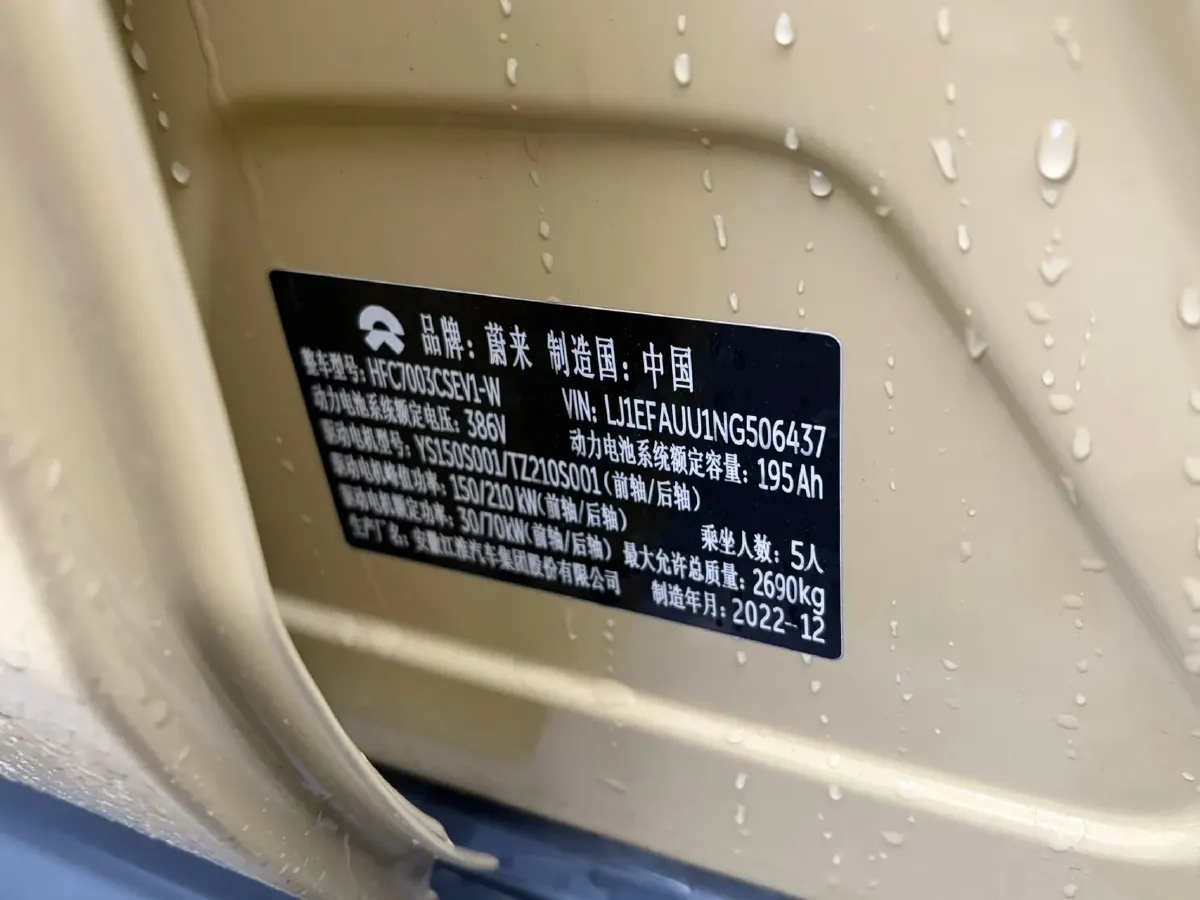 品牌：蔚来 制造国：中国
整车型号：HFC7003CSEV1-W VIN：LJ1EFAUU1NG506437
动力电池系统额定电压：386V 动力电池系统额定容量：195Ah
驱动电机型号：YS150S001/TZ210S001（前轴/后轴）
驱动电机峰值功率：150/210 kW（前轴/后轴） 乘坐人数：5人
驱动电机额定功率：30/70kW（前轴/后轴） 最大允许总质量：2690kg
生产厂名：安徽江淮汽车集团股份有限公司 制造年月：2022-12